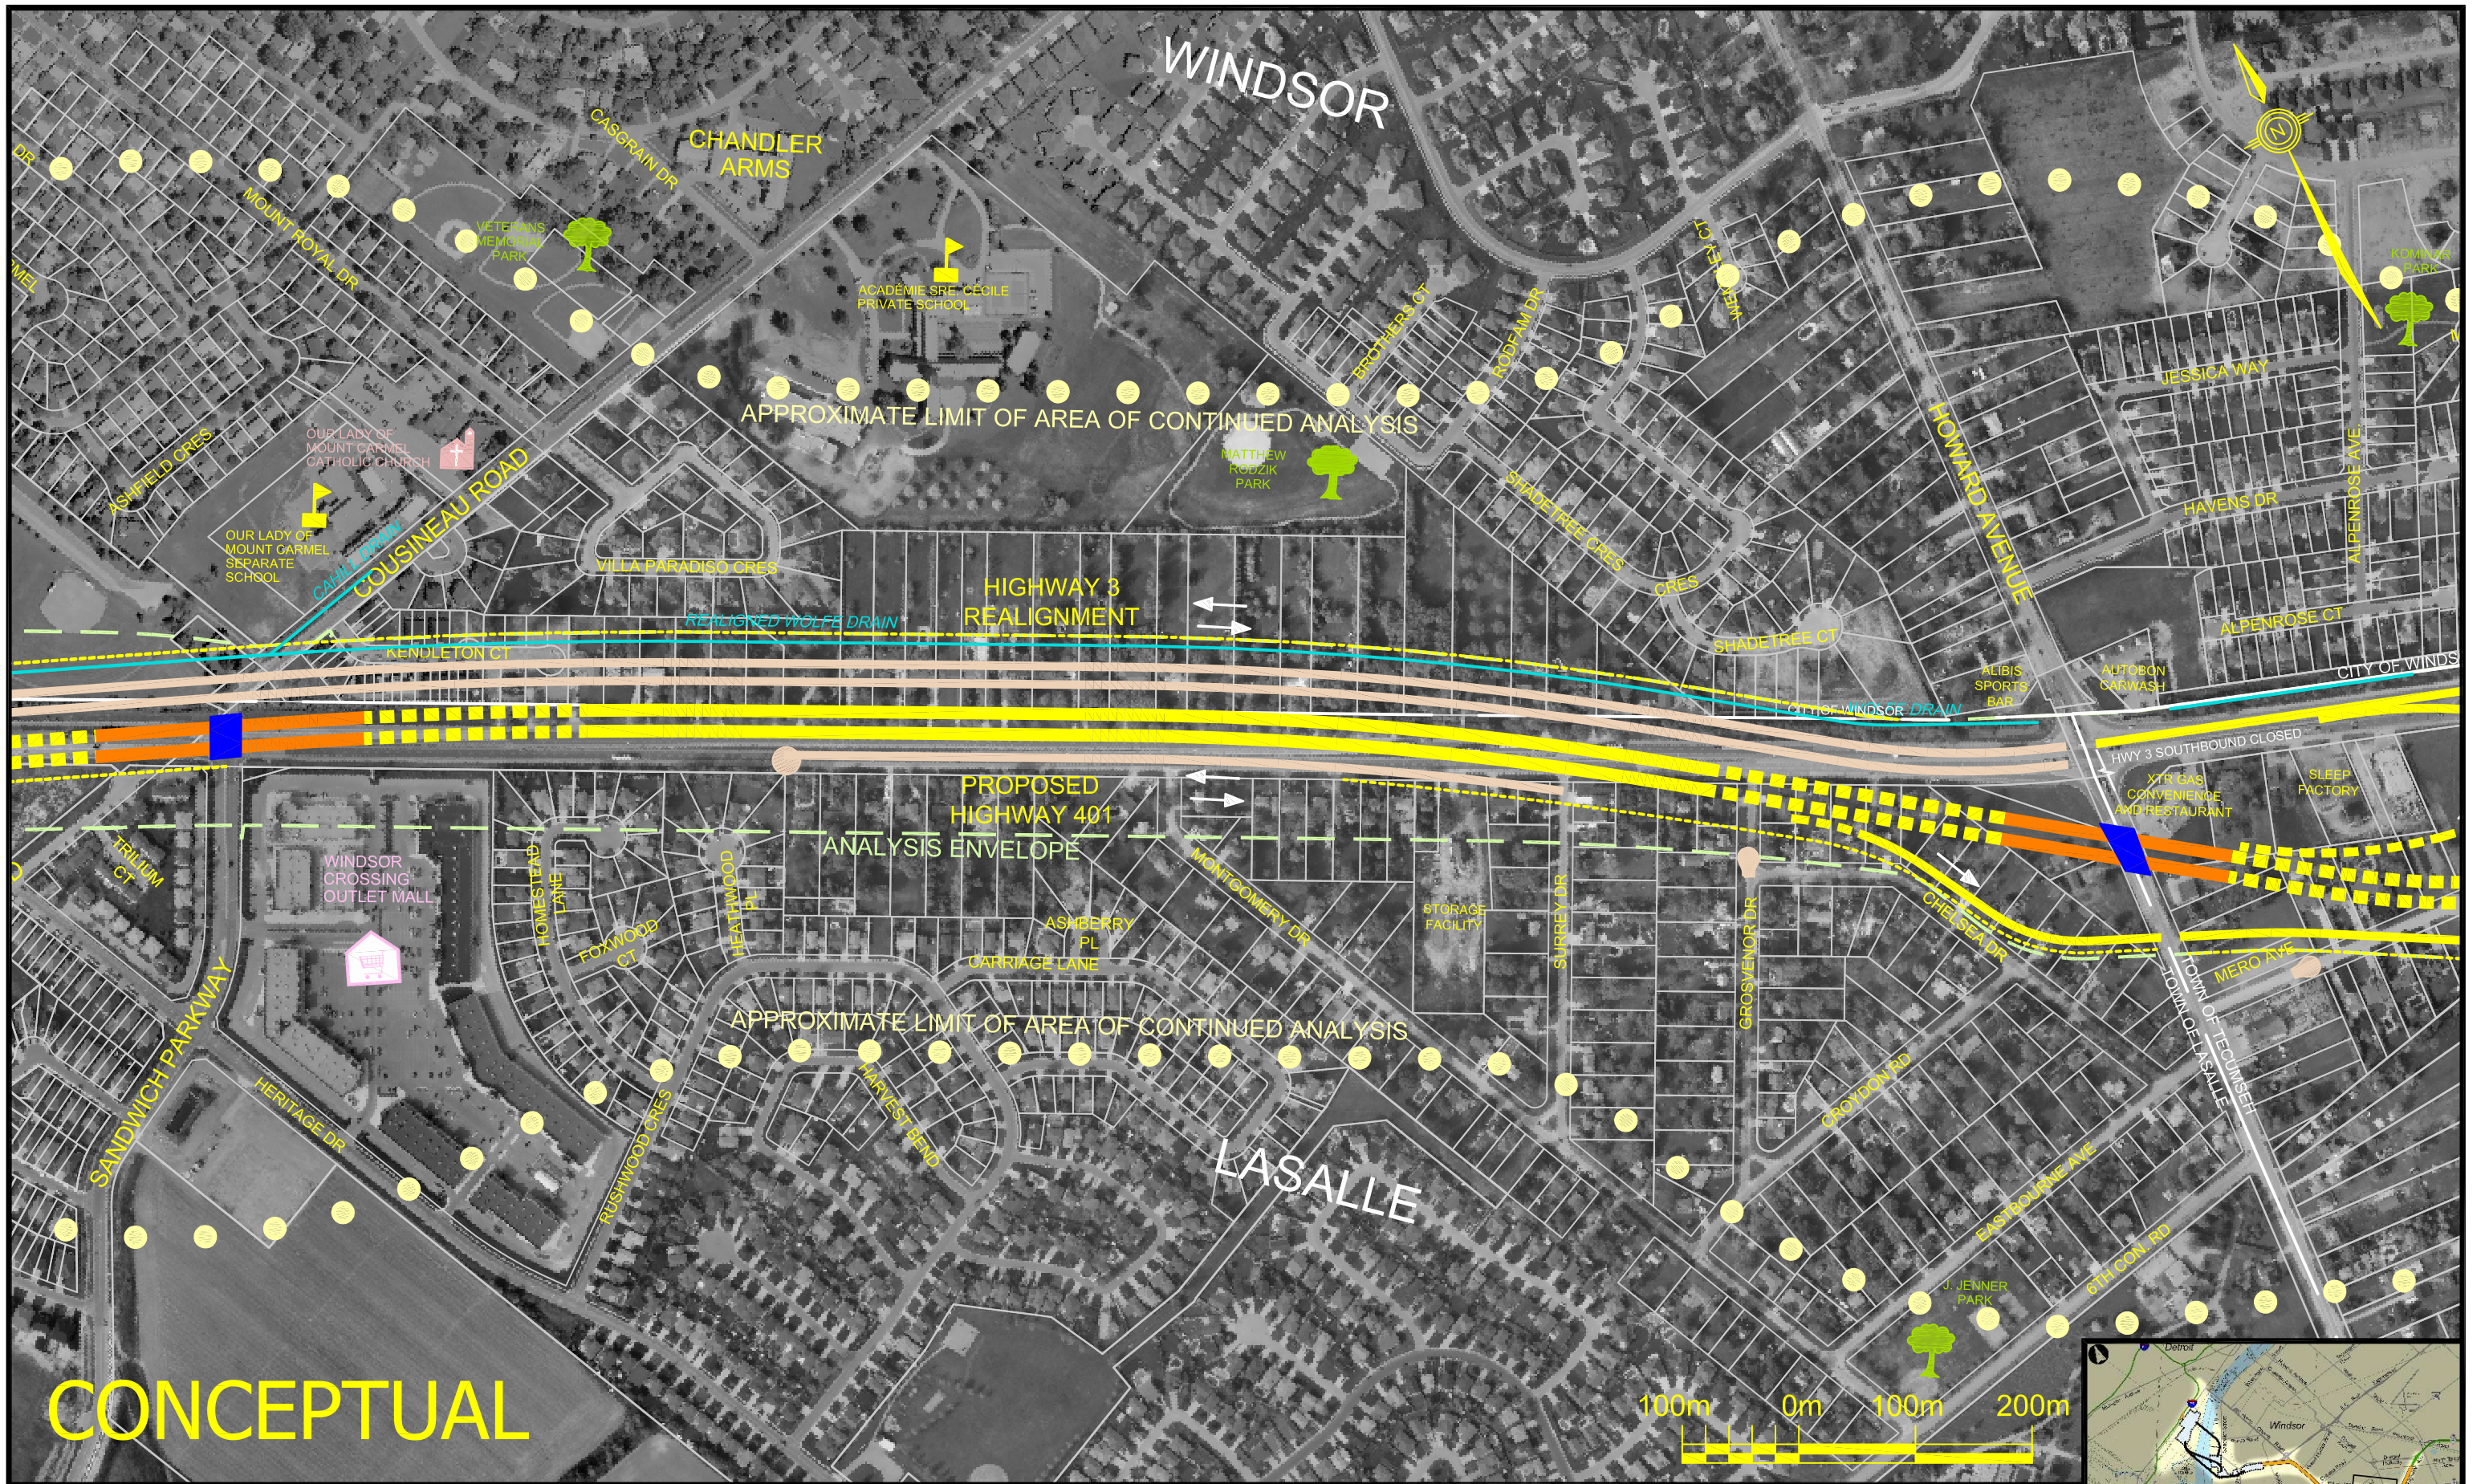 WINDSOR
CHANDLER
ARMS
CASGRAIN DR
DR
MOUNT ROYAL DR
VETERANS
MEMORIAL
PARK
ACADÈMIE SRE. CÉCILE
PRIVATE SCHOOL
N
KOMINAR
PARK
WENSLEY CT
BROTHERS CT
RODFAM DR
JESSICA WAY
APPROXIMATE LIMIT OF AREA OF CONTINUED ANALYSIS
HOWARD AVENUE
ASHFIELD CRES
OUR LADY OF
MOUNT CARMEL
CATHOLIC CHURCH
MATTHEW
RODZIK
PARK
ALPENROSE AVE.
HAVENS DR
SHADETREE CRES
COUSINEAU ROAD
CAHILL DRAIN
OUR LADY OF
MOUNT CARMEL
SEPARATE
SCHOOL
VILLA PARADISO CRES
HIGHWAY 3
REALIGNMENT
CRES
REALIGNED WOLFE DRAIN
SHADETREE CT
ALPENROSE CT
KENDLETON CT
ALIBIS
SPORTS
BAR
AUTOBON
CARWASH
CITY OF WINDS
CITY OF WINDSOR
DRAIN
HWY 3 SOUTHBOUND CLOSED
PROPOSED
HIGHWAY 401
XTR GAS
CONVENIENCE
AND RESTAURANT
SLEEP
FACTORY
ANALYSIS ENVELOPE
TRILIUM
CT
WINDSOR
CROSSING
OUTLET MALL
HOMESTEAD
LANE
HEATHWOOD
PL
FOXWOOD
CT
MONTGOMERY DR
ASHBERRY
PL
CARRIAGE LANE
STORAGE
FACILITY
SURREY DR
GROSVENOR DR
CHELSEA DR
MERO AVE
TOWN OF TECUMSEH
TOWN OF LASALLE
APPROXIMATE LIMIT OF AREA OF CONTINUED ANALYSIS
SANDWICH PARKWAY
HERITAGE DR
RUSHWOOD CRES
HARVEST BEND
CROYDON RD
LASALLE
EASTBOURNE AVE
6TH CON. RD
J. JENNER
PARK
CONCEPTUAL
100m 0m 100m 200m
Detroit
Windsor